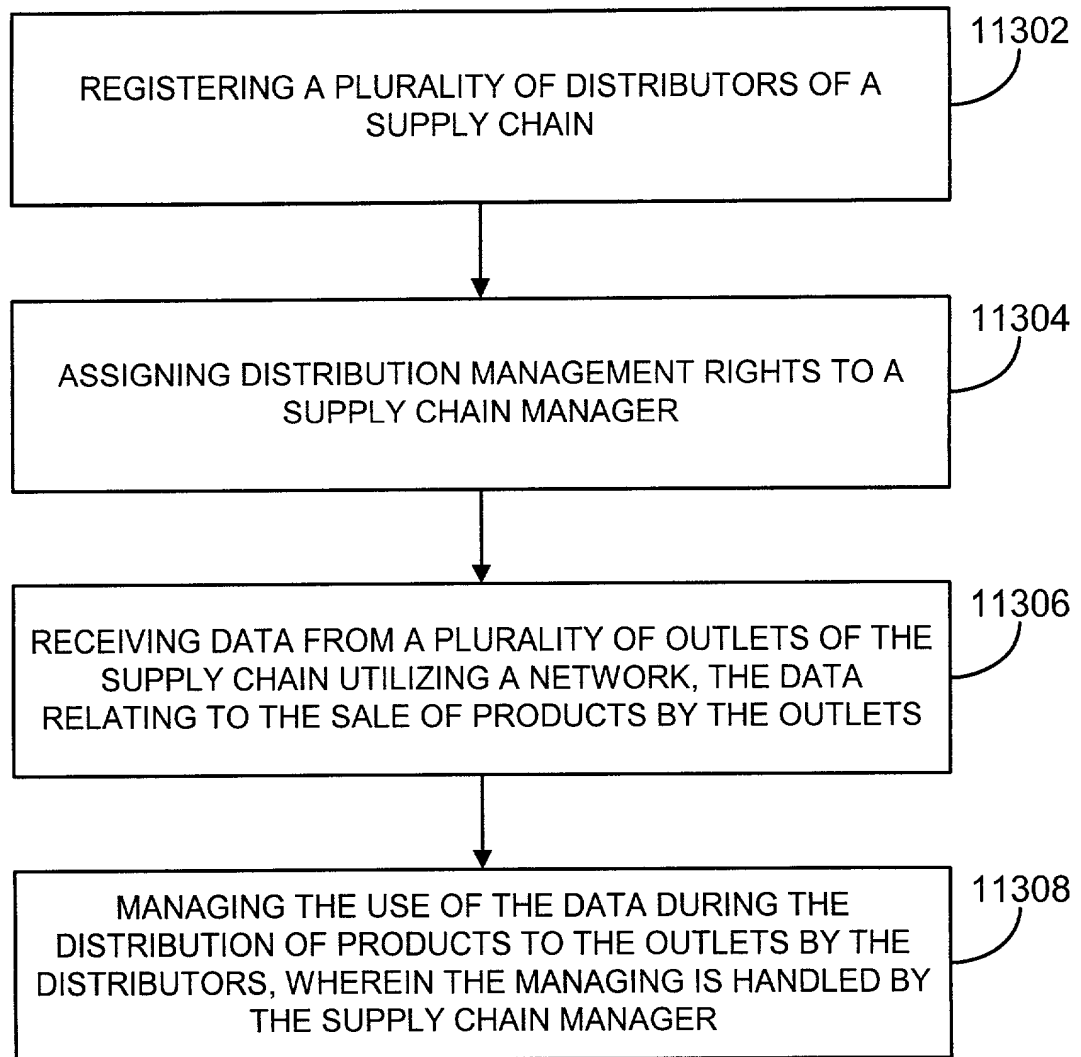 11302
REGISTERING A PLURALITY OF DISTRIBUTORS OF A
SUPPLY CHAIN
11304
ASSIGNING DISTRIBUTION MANAGEMENT RIGHTS TO A
SUPPLY CHAIN MANAGER
11306
RECEIVING DATA FROM A PLURALITY OF OUTLETS OF THE
SUPPLY CHAIN UTILIZING A NETWORK, THE DATA
RELATING TO THE SALE OF PRODUCTS BY THE OUTLETS
11308
MANAGING THE USE OF THE DATA DURING THE
DISTRIBUTION OF PRODUCTS TO THE OUTLETS BY THE
DISTRIBUTORS, WHEREIN THE MANAGING IS HANDLED BY
THE SUPPLY CHAIN MANAGER